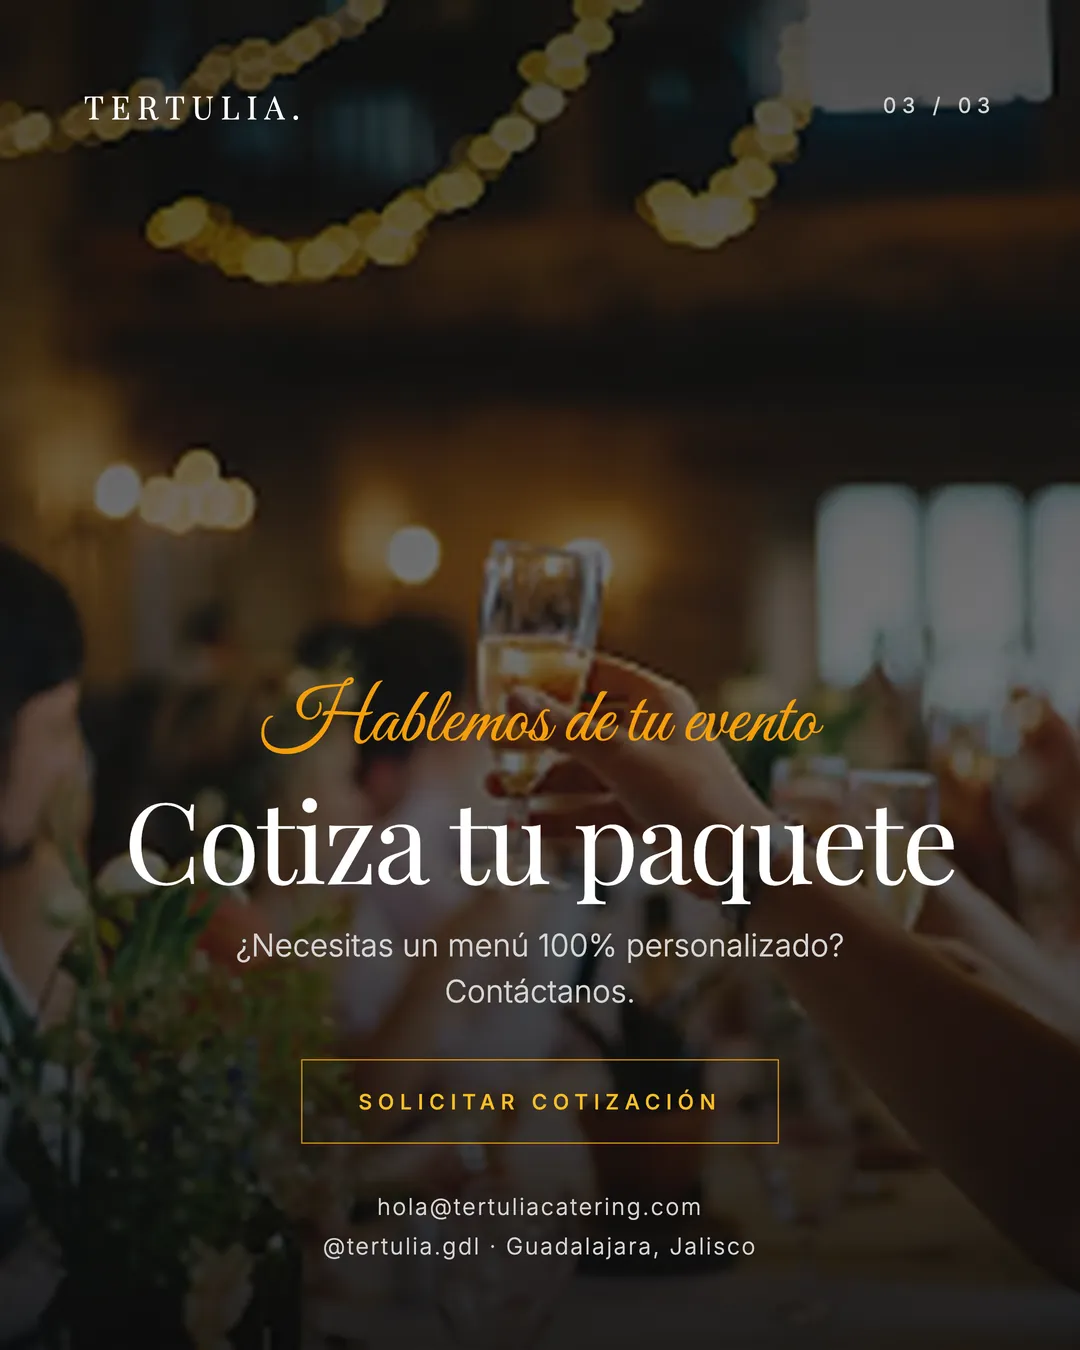 TERTULIA.
03 / 03
Hablemos de tu evento
Cotiza tu paquete
¿Necesitas un menú 100% personalizado?
Contáctanos.
SOLICITAR COTIZACIÓN
hola@tertuliacatering.com
@tertulia.gdl · Guadalajara, Jalisco